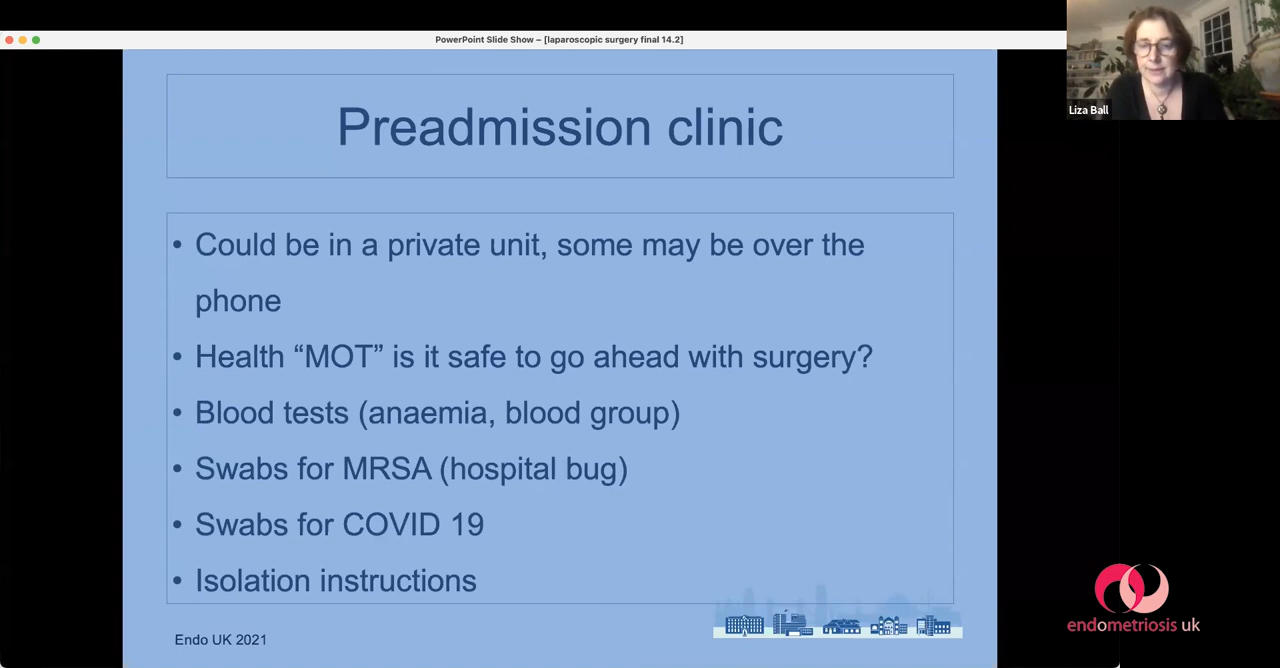 PowerPoint Slide Show – [laparoscopic surgery final 14.2]
Liza Ball
Preadmission clinic
• Could be in a private unit, some may be over the
phone
• Health “MOT” is it safe to go ahead with surgery?
• Blood tests (anaemia, blood group)
• Swabs for MRSA (hospital bug)
• Swabs for COVID 19
• Isolation instructions
Endo UK 2021
endometriosis uk